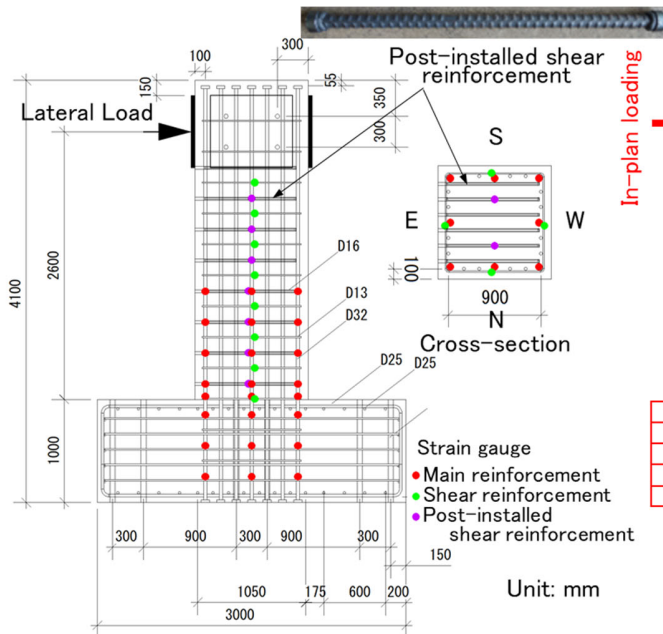 100
300
Post-installed shear
reinforcement
150
55
350
Lateral Load
300
In-plan loading
S
E
W
100
900
N
Cross-section
D16
D13
D32
2600
4100
D25
D25
1000
Strain gauge
Main reinforcement
Shear reinforcement
Post-installed
shear reinforcement
300
900
300
900
300
150
1050
175
600
200
3000
Unit: mm